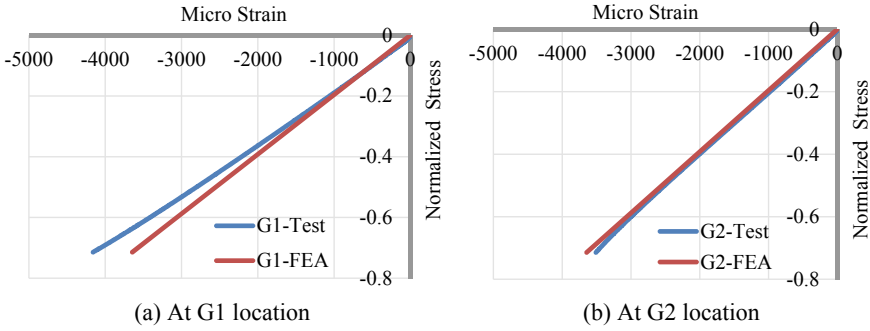 Micro Strain
-5000 -4000 -3000 -2000 -1000 0
0
-0.2
-0.4
-0.6
-0.8
Normalized Stress
G1-Test
G1-FEA
(a) At G1 location
Micro Strain
-5000 -4000 -3000 -2000 -1000 0
0
-0.2
-0.4
-0.6
-0.8
Normalized Stress
G2-Test
G2-FEA
(b) At G2 location